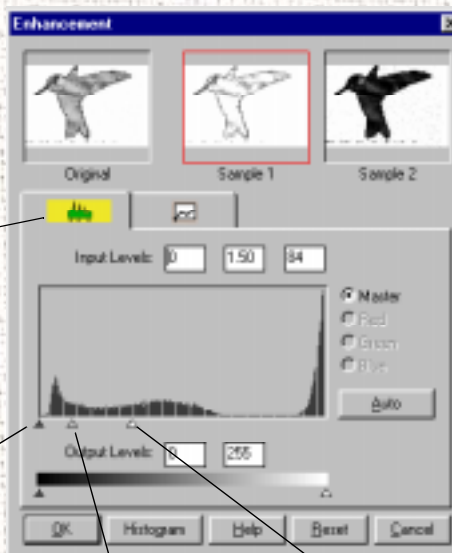 Enhancement
Original Sample 1 Sample 2
Input Levels: 0 1.50 84
Master
Red
Green
Blue
Auto
Output Levels: 0 255
OK Histogram Help Reset Cancel